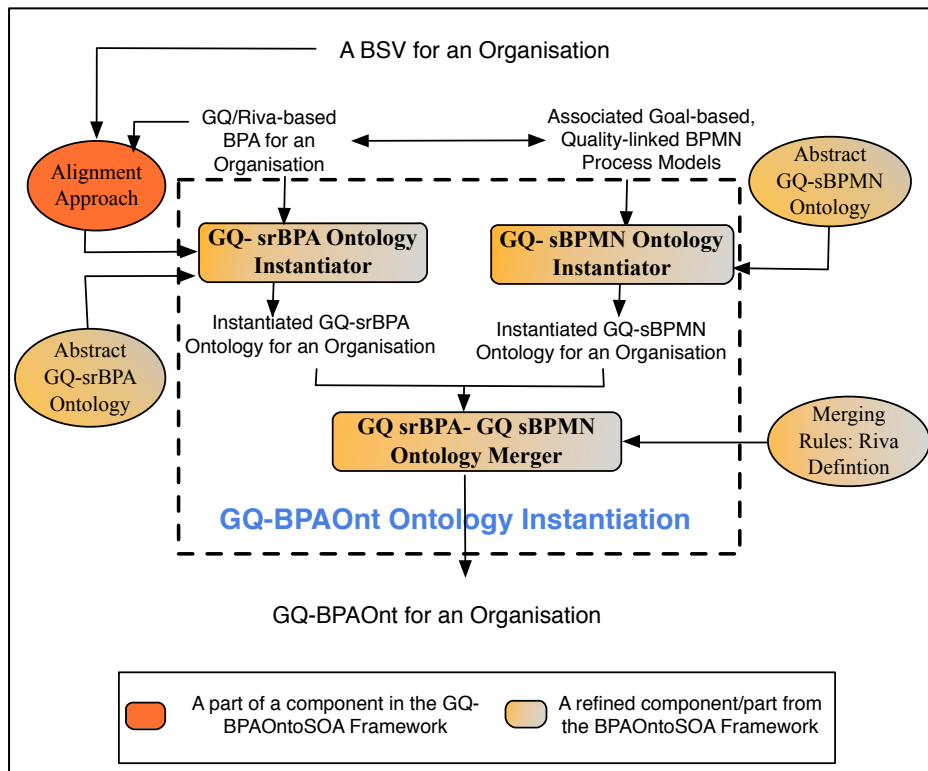 A BSV for an Organisation
GQ/Riva-based
BPA for an
Organisation
Associated Goal-based,
Quality-linked BPMN
Process Models
Alignment
Approach
Abstract
GQ-sBPMN
Ontology
GQ- srBPA Ontology
Instantiator
GQ- sBPMN Ontology
Instantiator
Instantiated GQ-srBPA
Ontology for an Organisation
Instantiated GQ-sBPMN
Ontology for an Organisation
Abstract
GQ-srBPA
Ontology
GQ srBPA- GQ sBPMN
Ontology Merger
Merging
Rules: Riva
Defintion
GQ-BPAOnt Ontology Instantiation
GQ-BPAOnt for an Organisation
A part of a component in the GQ-
BPAOntoSOA Framework
A refined component/part from
the BPAOntoSOA Framework